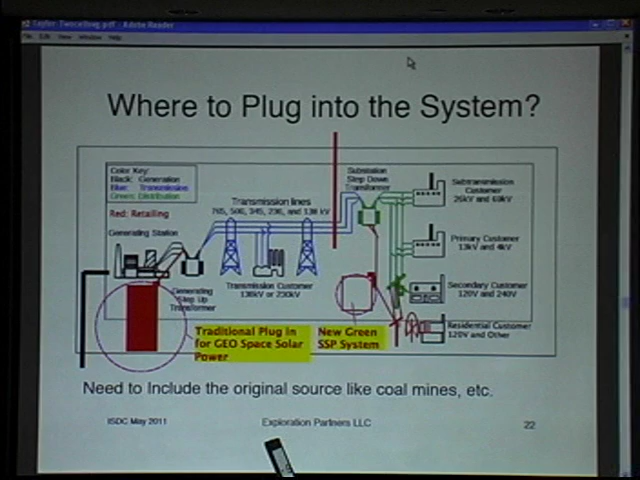 Taylor Twocelbug.pdf - Adobe Reader
File Edit View Window Help
Where to Plug into the System?
Color Key:
Black: Generation
Blue: Transmission
Green: Distribution
Red: Retailing
Generating Station
Generating
Step Up
Transformer
Transmission lines
765, 500, 345, 230, and 138 kV
Transmission Customer
138kV or 230kV
Substation
Step Down
Transformer
Subtransmission
Customer
26kV and 69kV
Primary Customer
13kV and 4kV
Secondary Customer
120V and 240V
Residential Customer
120V and Other
Traditional Plug in
for GEO Space Solar
Power
New Green
SSP System
Need to Include the original source like coal mines, etc.
ISDC May 2011
Exploration Partners LLC
22